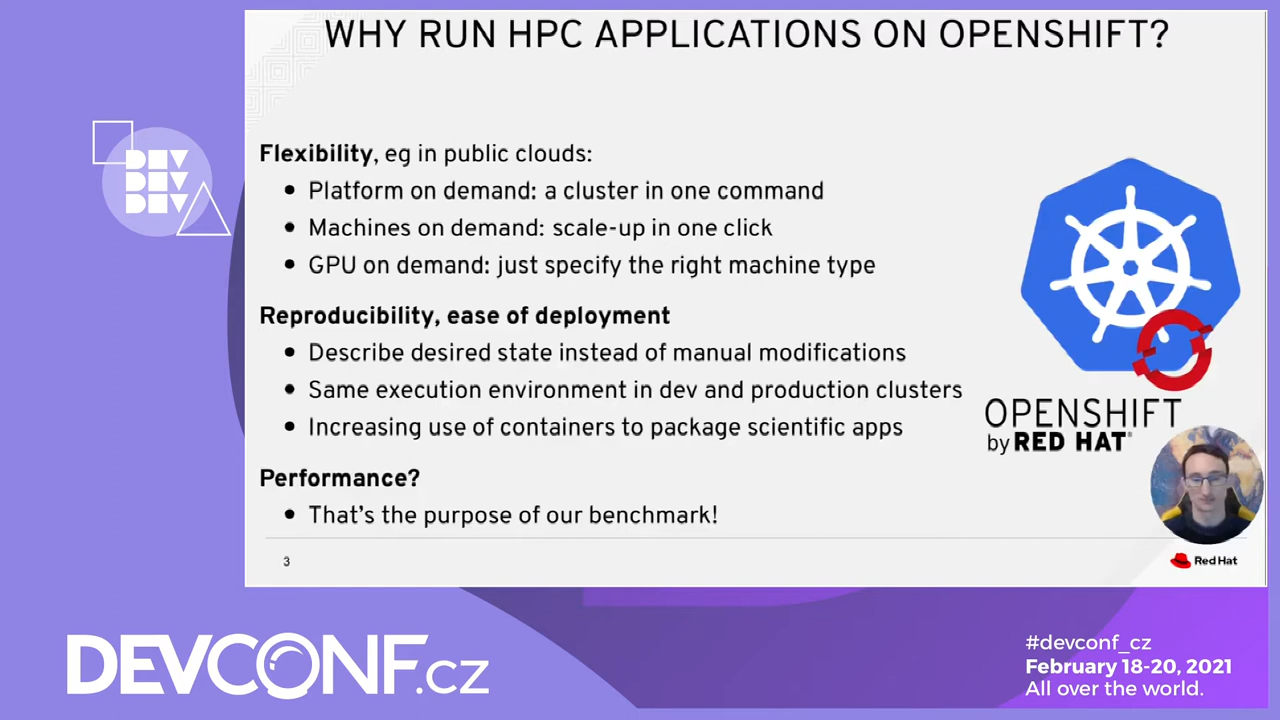 WHY RUN HPC APPLICATIONS ON OPENSHIFT?
Flexibility, eg in public clouds:
• Platform on demand: a cluster in one command
• Machines on demand: scale-up in one click
• GPU on demand: just specify the right machine type
Reproducibility, ease of deployment
• Describe desired state instead of manual modifications
• Same execution environment in dev and production clusters
• Increasing use of containers to package scientific apps
Performance?
• That's the purpose of our benchmark!
OPENSHIFT
by RED HAT®
3
Red Hat
DEV
DEV
DEV
DEVCONF.cz
#devconf_cz
February 18-20, 2021
All over the world.